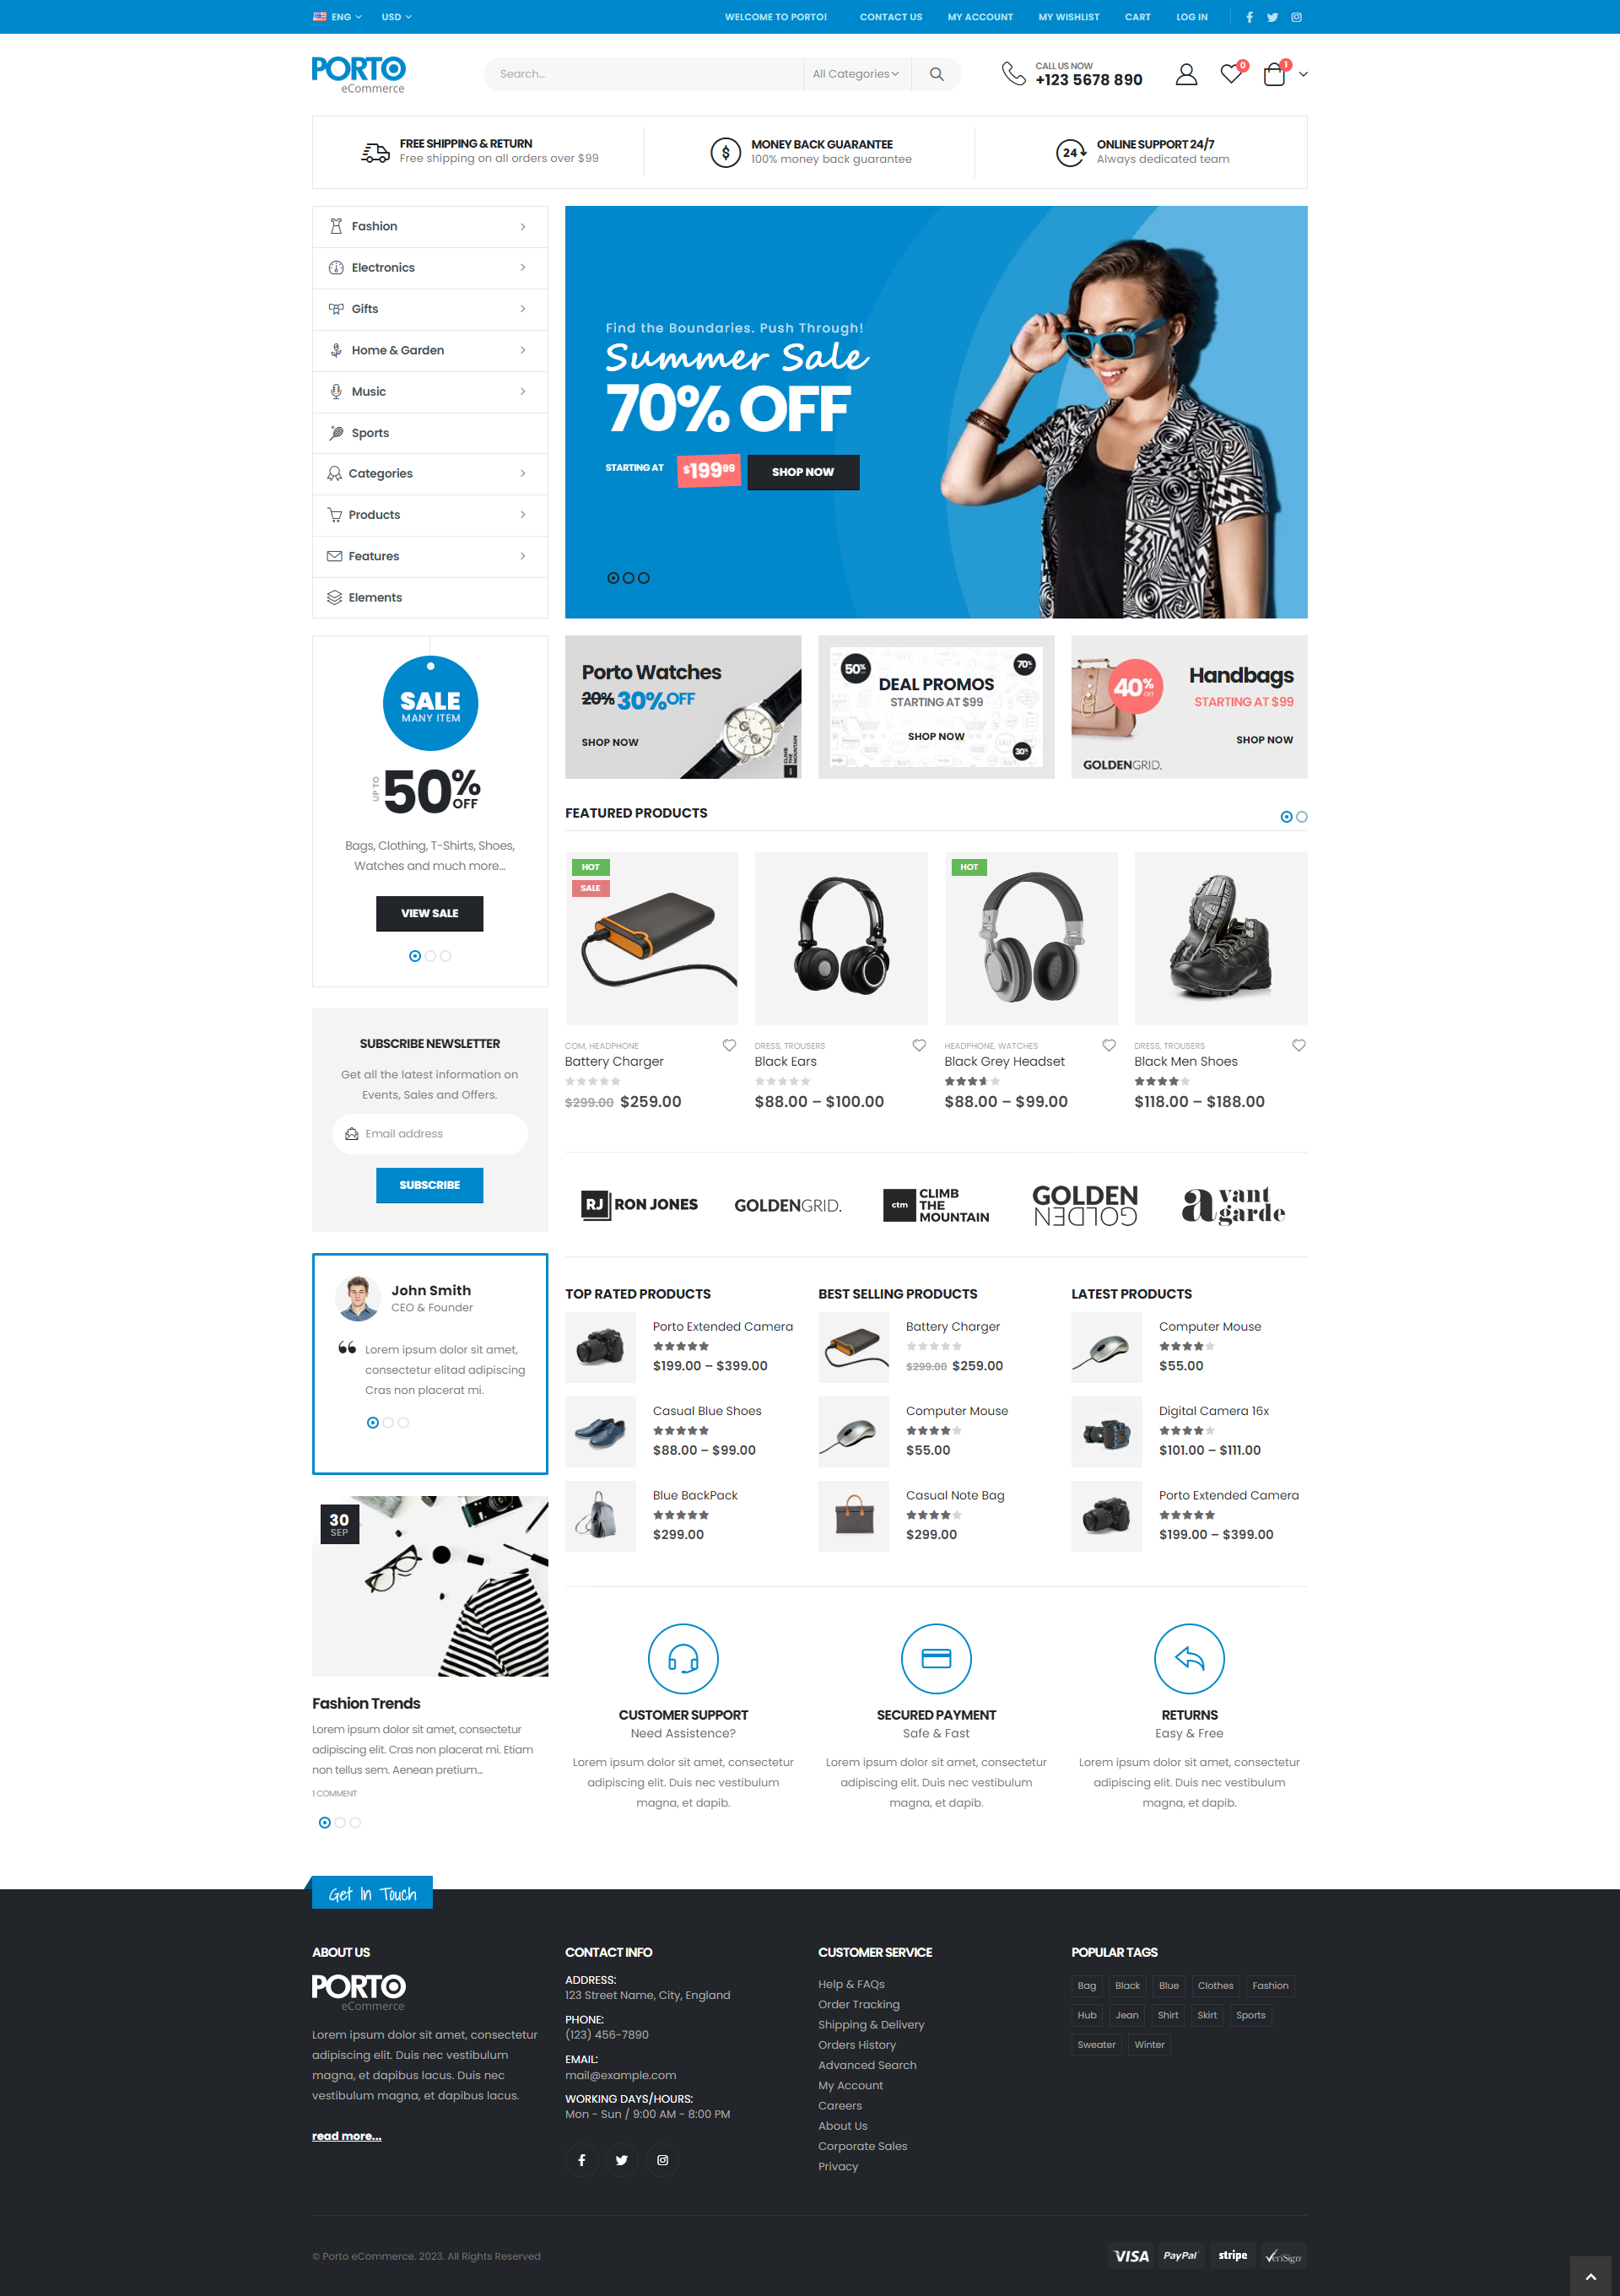 ENG USD WELCOME TO PORTO! CONTACT US MY ACCOUNT MY WISHLIST CART LOG IN
PORTO
eCommerce
Search... All Categories
CALL US NOW
+123 5678 890
0
1
FREE SHIPPING & RETURN
Free shipping on all orders over $99
$
MONEY BACK GUARANTEE
100% money back guarantee
24
ONLINE SUPPORT 24/7
Always dedicated team
Fashion
Electronics
Gifts
Home & Garden
Music
Sports
Categories
Products
Features
Elements
Find the Boundaries. Push Through!
Summer Sale
70% OFF
STARTING AT $19999 SHOP NOW
SALE
MANY ITEM
UP TO 50% OFF
Bags, Clothing, T-Shirts, Shoes,
Watches and much more...
VIEW SALE
Porto Watches
20% 30%OFF
SHOP NOW
CLIMB
THE
MOUNTAIN
50%
70%
DEAL PROMOS
STARTING AT $99
SHOP NOW
30%
40% OFF
Handbags
STARTING AT $99
SHOP NOW
GOLDENGRID.
FEATURED PRODUCTS
HOT
SALE
COM, HEADPHONE
Battery Charger
$299.00 $259.00
DRESS, TROUSERS
Black Ears
$88.00 – $100.00
HOT
HEADPHONE, WATCHES
Black Grey Headset
$88.00 – $99.00
DRESS, TROUSERS
Black Men Shoes
$118.00 – $188.00
SUBSCRIBE NEWSLETTER
Get all the latest information on
Events, Sales and Offers.
Email address
SUBSCRIBE
RJ RON JONES
GOLDENGRID.
ctm
CLIMB
THE
MOUNTAIN
GOLDEN
GOLDEN
a vant
garde
John Smith
CEO & Founder
“ Lorem ipsum dolor sit amet,
consectetur elitad adipiscing
Cras non placerat mi.
TOP RATED PRODUCTS
Porto Extended Camera
$199.00 – $399.00
Casual Blue Shoes
$88.00 – $99.00
Blue BackPack
$299.00
BEST SELLING PRODUCTS
Battery Charger
$299.00 $259.00
Computer Mouse
$55.00
Casual Note Bag
$299.00
LATEST PRODUCTS
Computer Mouse
$55.00
Digital Camera 16x
$101.00 – $111.00
Porto Extended Camera
$199.00 – $399.00
30
SEP
Fashion Trends
Lorem ipsum dolor sit amet, consectetur
adipiscing elit. Cras non placerat mi. Etiam
non tellus sem. Aenean pretium...
1 COMMENT
CUSTOMER SUPPORT
Need Assistence?
Lorem ipsum dolor sit amet, consectetur
adipiscing elit. Duis nec vestibulum
magna, et dapib.
SECURED PAYMENT
Safe & Fast
Lorem ipsum dolor sit amet, consectetur
adipiscing elit. Duis nec vestibulum
magna, et dapib.
RETURNS
Easy & Free
Lorem ipsum dolor sit amet, consectetur
adipiscing elit. Duis nec vestibulum
magna, et dapib.
Get In Touch
ABOUT US
PORTO
eCommerce
Lorem ipsum dolor sit amet, consectetur
adipiscing elit. Duis nec vestibulum
magna, et dapibus lacus. Duis nec
vestibulum magna, et dapibus lacus.
read more...
CONTACT INFO
ADDRESS:
123 Street Name, City, England
PHONE:
(123) 456-7890
EMAIL:
mail@example.com
WORKING DAYS/HOURS:
Mon - Sun / 9:00 AM - 8:00 PM
CUSTOMER SERVICE
Help & FAQs
Order Tracking
Shipping & Delivery
Orders History
Advanced Search
My Account
Careers
About Us
Corporate Sales
Privacy
POPULAR TAGS
Bag Black Blue Clothes Fashion
Hub Jean Shirt Skirt Sports
Sweater Winter
© Porto eCommerce. 2023. All Rights Reserved
VISA PayPal stripe VeriSign